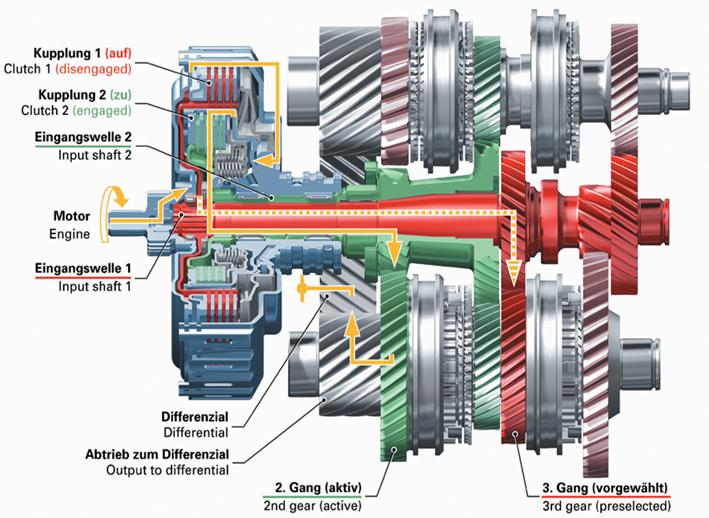 Kupplung 1 (auf)
Clutch 1 (disengaged)
Kupplung 2 (zu)
Clutch 2 (engaged)
Eingangswelle 2
Input shaft 2
Motor
Engine
Eingangswelle 1
Input shaft 1
Differenzial
Differential
Abtrieb zum Differenzial
Output to differential
2. Gang (aktiv)
2nd gear (active)
3. Gang (vorgewählt)
3rd gear (preselected)